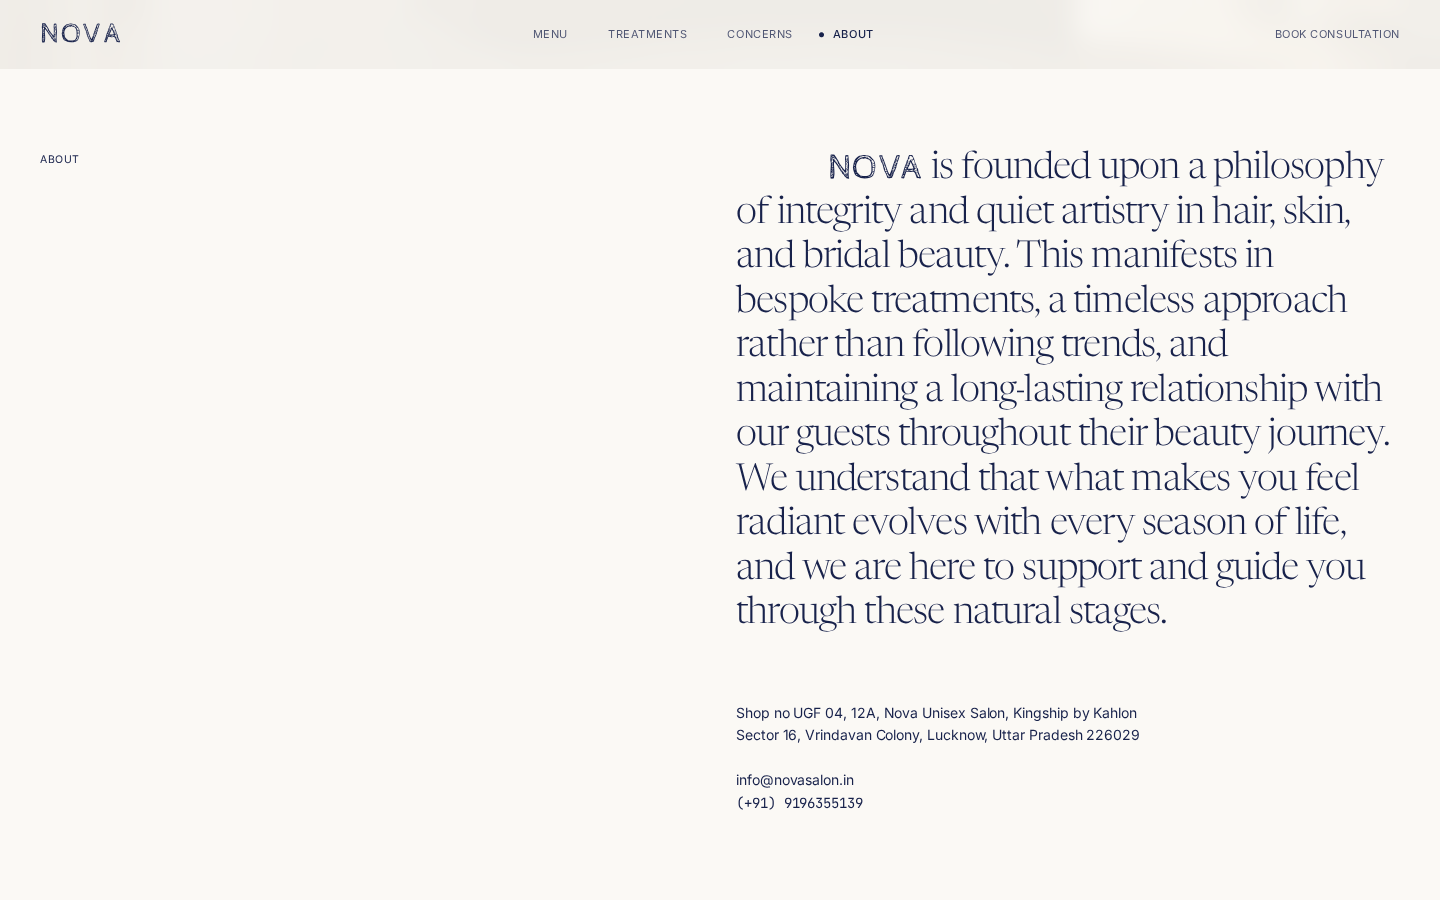 NOVA
MENU
TREATMENTS
CONCERNS
ABOUT
BOOK CONSULTATION
ABOUT
NOVA is founded upon a philosophy
of integrity and quiet artistry in hair, skin,
and bridal beauty. This manifests in
bespoke treatments, a timeless approach
rather than following trends, and
maintaining a long-lasting relationship with
our guests throughout their beauty journey.
We understand that what makes you feel
radiant evolves with every season of life,
and we are here to support and guide you
through these natural stages.
Shop no UGF 04, 12A, Nova Unisex Salon, Kingship by Kahlon
Sector 16, Vrindavan Colony, Lucknow, Uttar Pradesh 226029
info@novasalon.in
(+91) 9196355139